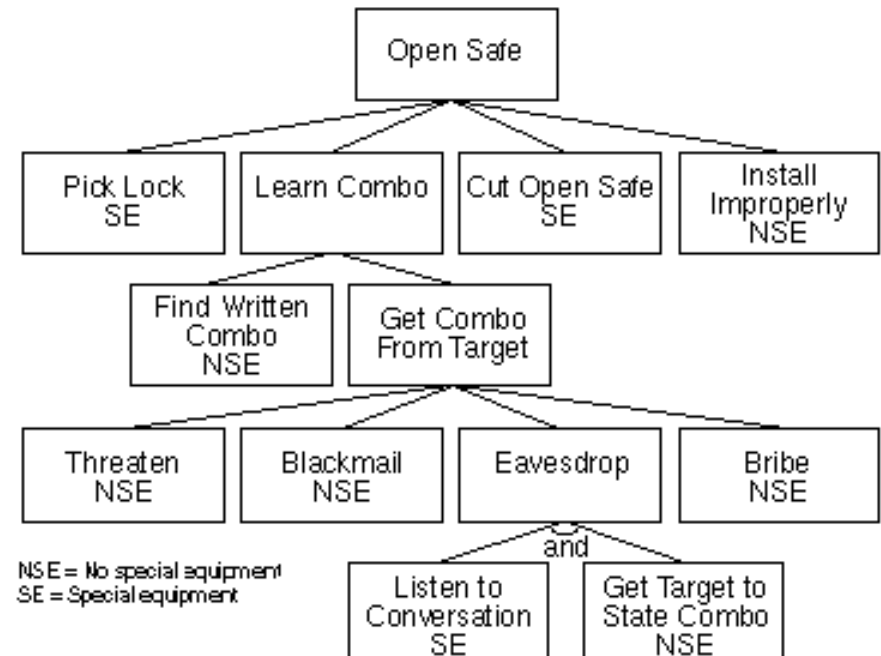 Open Safe
Pick Lock
SE
Learn Combo
Cut Open Safe
SE
Install
Improperly
NSE
Find Written
Combo
NSE
Get Combo
From Target
Threaten
NSE
Blackmail
NSE
Eavesdrop
Bribe
NSE
and
NSE = No special equipment
SE = Special equipment
Listen to
Conversation
SE
Get Target to
State Combo
NSE